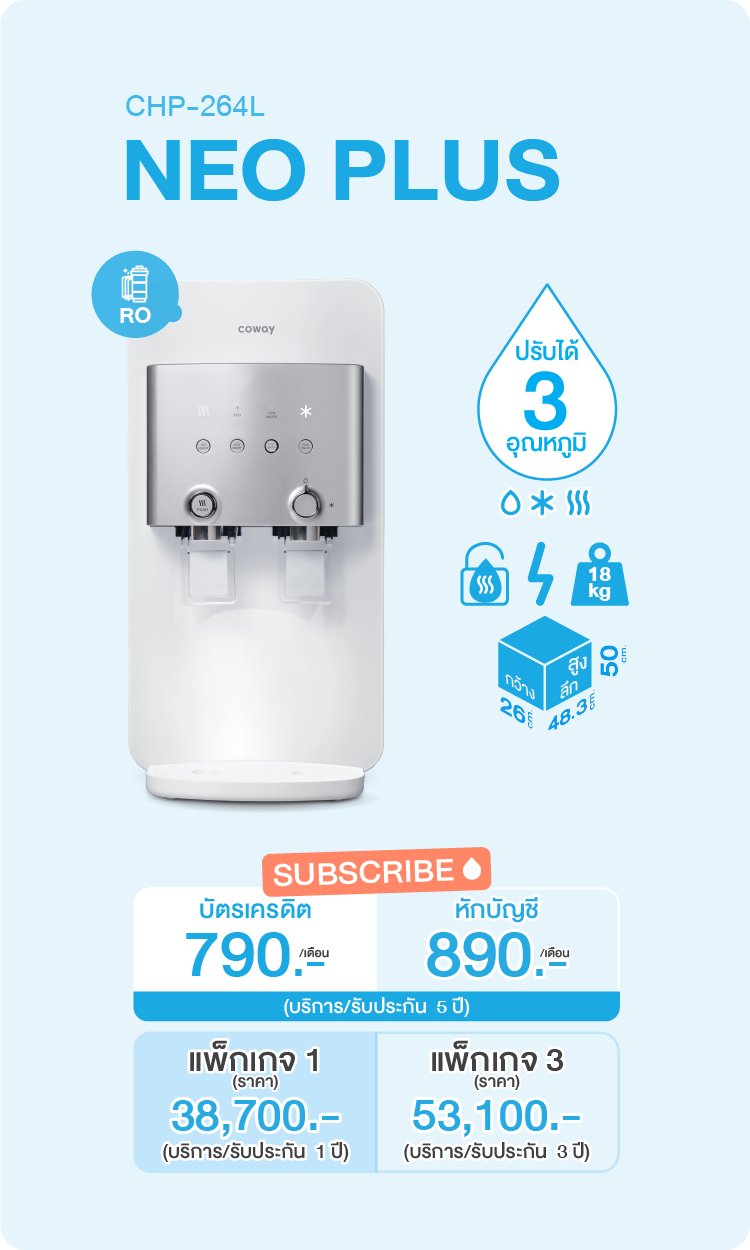 CHP-264L
NEO PLUS
RO
coway
ปรับได้
3
อุณหภูมิ
ECO
LOW WATER
PUSH
18
kg
สูง
50 cm.
กว้าง
ลึก
26 cm.
48.3 cm.
SUBSCRIBE
บัตรเครดิต
790.- /เดือน
หักบัญชี
890.- /เดือน
(บริการ/รับประกัน 5 ปี)
แพ็กเกจ 1
(ราคา)
38,700.-
(บริการ/รับประกัน 1 ปี)
แพ็กเกจ 3
(ราคา)
53,100.-
(บริการ/รับประกัน 3 ปี)